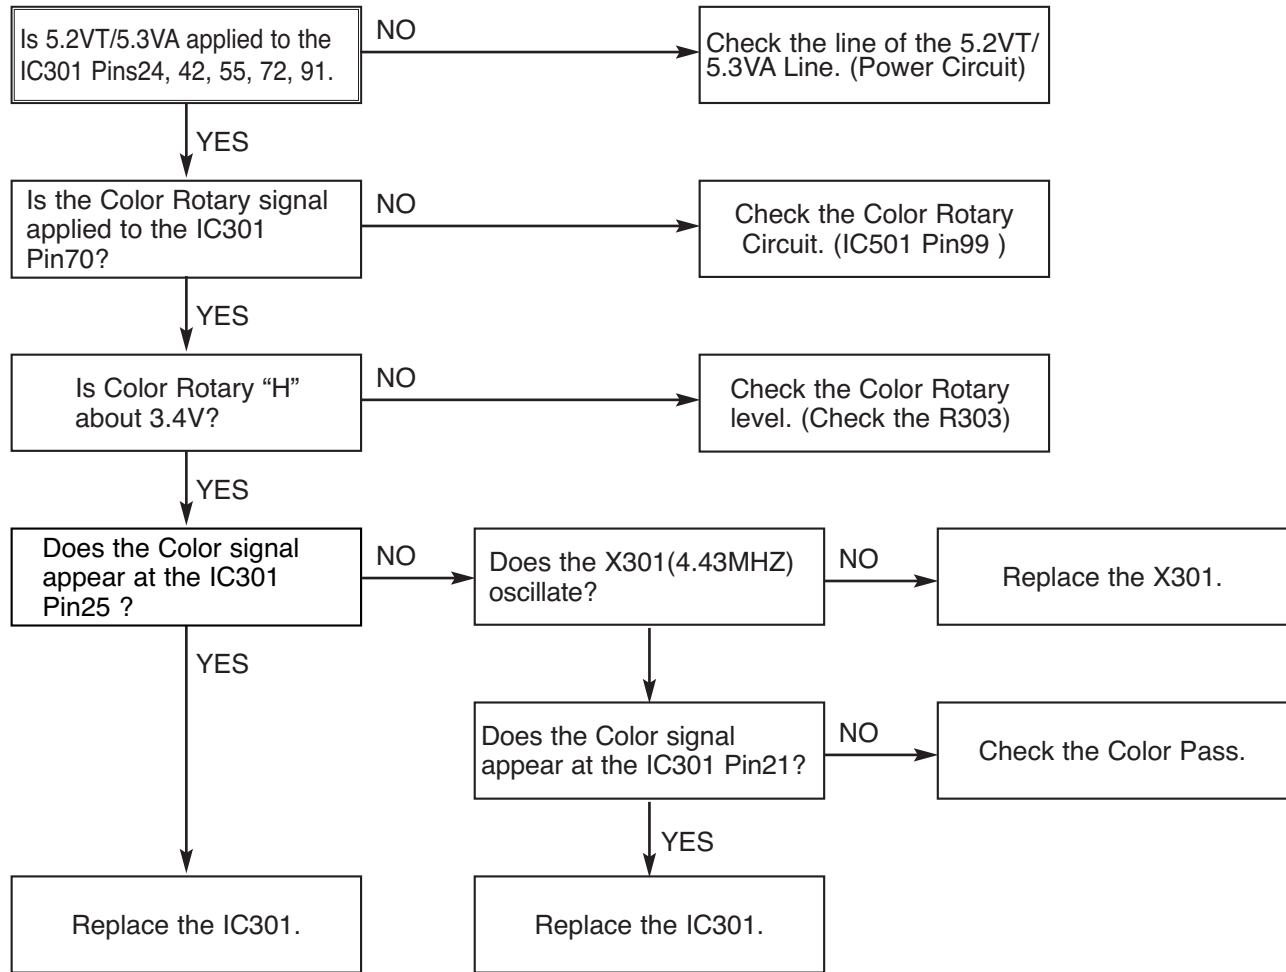 Is 5.2VT/5.3VA applied to the
IC301 Pins24, 42, 55, 72, 91.
NO
Check the line of the 5.2VT/
5.3VA Line. (Power Circuit)
YES
Is the Color Rotary signal
applied to the IC301
Pin70?
NO
Check the Color Rotary
Circuit. (IC501 Pin99 )
YES
Is Color Rotary “H”
about 3.4V?
NO
Check the Color Rotary
level. (Check the R303)
YES
Does the Color signal
appear at the IC301
Pin25 ?
NO
Does the X301(4.43MHZ)
oscillate?
NO
Replace the X301.
YES
Does the Color signal
appear at the IC301 Pin21?
NO
Check the Color Pass.
YES
Replace the IC301.
Replace the IC301.